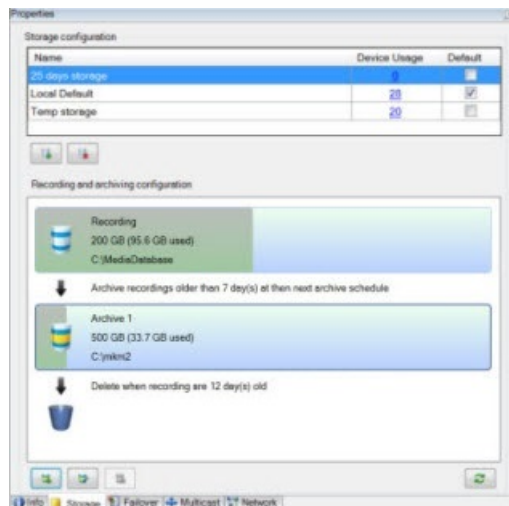 Properties
Storage configuration
Name Device Usage Default
25 days storage 0
Local Default 28
Temp storage 20
Recording and archiving configuration
Recording
200 GB (95.6 GB used)
C:\MediaDatabase
Archive recordings older than 7 day(s) at then next archive schedule
Archive 1
500 GB (33.7 GB used)
C:\mkm2
Delete when recording are 12 day(s) old
Info Storage Failover Multicast Network